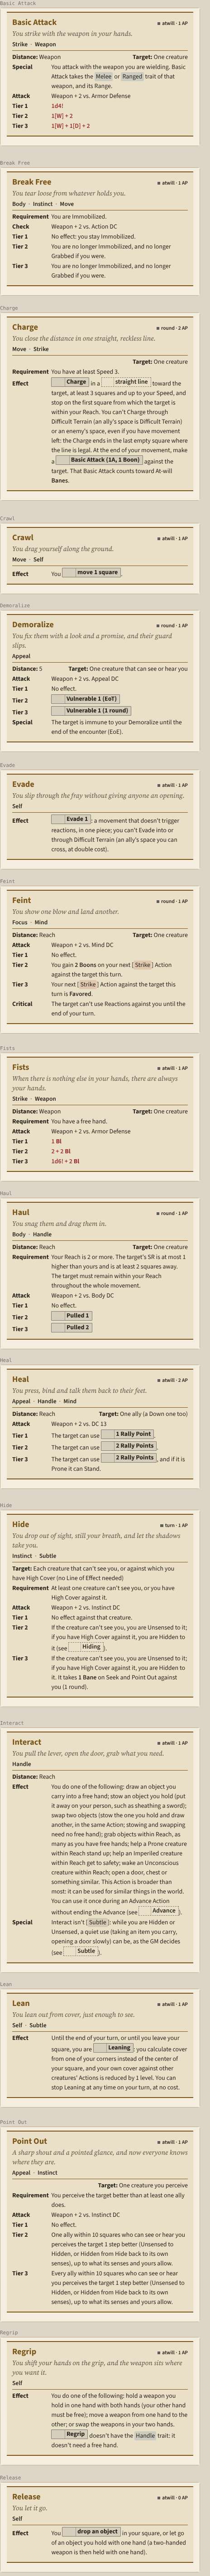 Basic Attack
Basic Attack
■ atwill · 1 AP
You strike with the weapon in your hands.
Strike · Weapon
Distance: Weapon Target: One creature
Special You attack with the weapon you are wielding. Basic
Attack takes the Melee or Ranged trait of that
weapon, and its Range.
Attack Weapon + 2 vs. Armor Defense
Tier 1 1d4!
Tier 2 1[W] + 2
Tier 3 1[W] + 1[D] + 2
Break Free
Break Free
■ atwill · 1 AP
You tear loose from whatever holds you.
Body · Instinct · Move
Requirement You are Immobilized.
Check Weapon + 2 vs. Action DC
Tier 1 No effect: you stay Immobilized.
Tier 2 You are no longer Immobilized, and no longer
Grabbed if you were.
Tier 3 You are no longer Immobilized, and no longer
Grabbed if you were.
Charge
Charge
■ round · 2 AP
You close the distance in one straight, reckless line.
Move · Strike
Target: One creature
Requirement You have at least Speed 3.
Effect Charge in a straight line toward the
target, at least 3 squares and up to your Speed, and
stop on the first square from which the target is
within your Reach. You can't Charge through
Difficult Terrain (an ally's space is Difficult Terrain)
or an enemy's space, even if you have movement
left: the Charge ends in the last empty square where
the line is legal. At the end of your movement, make
a Basic Attack (1A, 1 Boon) against the
target. That Basic Attack counts toward At-will
Banes.
Crawl
Crawl
■ atwill · 1 AP
You drag yourself along the ground.
Move · Self
Effect You move 1 square.
Demoralize
Demoralize
■ round · 1 AP
You fix them with a look and a promise, and their guard
slips.
Appeal
Distance: 5 Target: One creature that can see or hear you
Attack Weapon + 2 vs. Appeal DC
Tier 1 No effect.
Tier 2 Vulnerable 1 (EoT)
Tier 3 Vulnerable 1 (1 round)
Special The target is immune to your Demoralize until the
end of the encounter (EoE).
Evade
Evade
■ atwill · 1 AP
You slip through the fray without giving anyone an opening.
Self
Effect Evade 1: a movement that doesn't trigger
reactions, in one piece; you can't Evade into or
through Difficult Terrain (an ally's space you can
cross, at double cost).
Feint
Feint
■ round · 1 AP
You show one blow and land another.
Focus · Mind
Distance: Reach Target: One creature
Attack Weapon + 2 vs. Mind DC
Tier 1 No effect.
Tier 2 You gain 2 Boons on your next [Strike] Action
against the target this turn.
Tier 3 Your next [Strike] Action against the target this
turn is Favored.
Critical The target can't use Reactions against you until the
end of your turn.
Fists
Fists
■ atwill · 1 AP
When there is nothing else in your hands, there are always
your hands.
Strike · Weapon
Distance: Weapon Target: One creature
Requirement You have a free hand.
Attack Weapon + 2 vs. Armor Defense
Tier 1 1 Bl
Tier 2 2 + 2 Bl
Tier 3 1d6! + 2 Bl
Haul
Haul
■ round · 1 AP
You snag them and drag them in.
Body · Handle
Distance: Reach Target: One creature
Requirement Your Reach is 2 or more. The target's SR is at most 1
higher than yours and is at least 2 squares away.
The target must remain within your Reach
throughout the whole movement.
Attack Weapon + 2 vs. Body DC
Tier 1 No effect.
Tier 2 Pulled 1
Tier 3 Pulled 2
Heal
Heal
■ atwill · 2 AP
You press, bind and talk them back to their feet.
Appeal · Handle · Mind
Distance: Reach Target: One ally (a Down one too)
Attack Weapon + 2 vs. DC 13
Tier 1 The target can use 1 Rally Point.
Tier 2 The target can use 2 Rally Points.
Tier 3 The target can use 2 Rally Points, and if it is
Prone it can Stand.
Hide
Hide
■ turn · 1 AP
You drop out of sight, still your breath, and let the shadows
take you.
Instinct · Subtle
Target: Each creature that can't see you, or against which you
have High Cover (no Line of Effect needed)
Requirement At least one creature can't see you, or you have
High Cover against it.
Attack Weapon + 2 vs. Instinct DC
Tier 1 No effect against that creature.
Tier 2 If the creature can't see you, you are Unsensed to it;
if you have High Cover against it, you are Hidden to
it (see Hiding).
Tier 3 If the creature can't see you, you are Unsensed to it;
if you have High Cover against it, you are Hidden to
it. It takes 1 Bane on Seek and Point Out against
you (1 round).
Interact
Interact
■ atwill · 1 AP
You pull the lever, open the door, grab what you need.
Handle
Distance: Reach
Effect You do one of the following: draw an object you
carry into a free hand; stow an object you hold (put
it away on your person, such as sheathing a sword);
swap two objects (stow the one you hold and draw
another, in the same Action; stowing and swapping
need no free hand); grab objects within Reach, as
many as you have free hands; help a Prone creature
within Reach stand up; help an Imperiled creature
within Reach get to safety; make an Unconscious
creature within Reach react; open a door, chest or
something similar. This Action is broader than
most: it can be used for similar things in the world.
You can use it once during an Advance Action
without ending the Advance (see Advance).
Special Interact isn't [Subtle]: while you are Hidden or
Unsensed, a quiet use (taking an item you carry,
opening a door slowly) can be, as the GM decides
(see Subtle).
Lean
Lean
■ atwill · 1 AP
You lean out from cover, just enough to see.
Self · Subtle
Effect Until the end of your turn, or until you leave your
square, you are Leaning: you calculate cover
from one of your corners instead of the center of
your square, and your own cover against other
creatures' Actions is reduced by 1 level. You can
stop Leaning at any time on your turn, at no cost.
Point Out
Point Out
■ atwill · 1 AP
A sharp shout and a pointed glance, and now everyone knows
where they are.
Appeal · Instinct
Target: One creature you perceive
Requirement You perceive the target better than at least one ally
does.
Attack Weapon + 2 vs. Instinct DC
Tier 1 No effect.
Tier 2 One ally within 10 squares who can see or hear you
perceives the target 1 step better (Unsensed to
Hidden, or Hidden from Hide back to its own
senses), up to what its senses and yours allow.
Tier 3 Every ally within 10 squares who can see or hear
you perceives the target 1 step better (Unsensed to
Hidden, or Hidden from Hide back to its own
senses), up to what its senses and yours allow.
Regrip
Regrip
■ atwill · 1 AP
You shift your hands on the grip, and the weapon sits where
you want it.
Self
Effect You do one of the following: hold a weapon you
hold in one hand with both hands (your other hand
must be free); move a weapon from one hand to the
other; or swap the weapons in your two hands.
Regrip doesn't have the Handle trait: it
doesn't need a free hand.
Release
Release
■ atwill · 0 AP
You let it go.
Self
Effect You drop an object in your square, or let go
of an object you hold with one hand (a two-handed
weapon is then held with one hand).